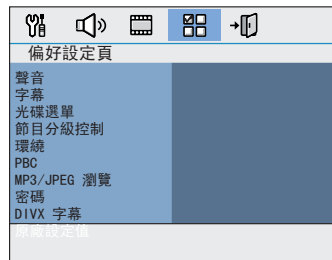 偏好設定頁
聲音
字幕
光碟選單
節目分級控制
環繞
PBC
MP3/JPEG 瀏覽
密碼
DIVX 字幕
原廠設定值